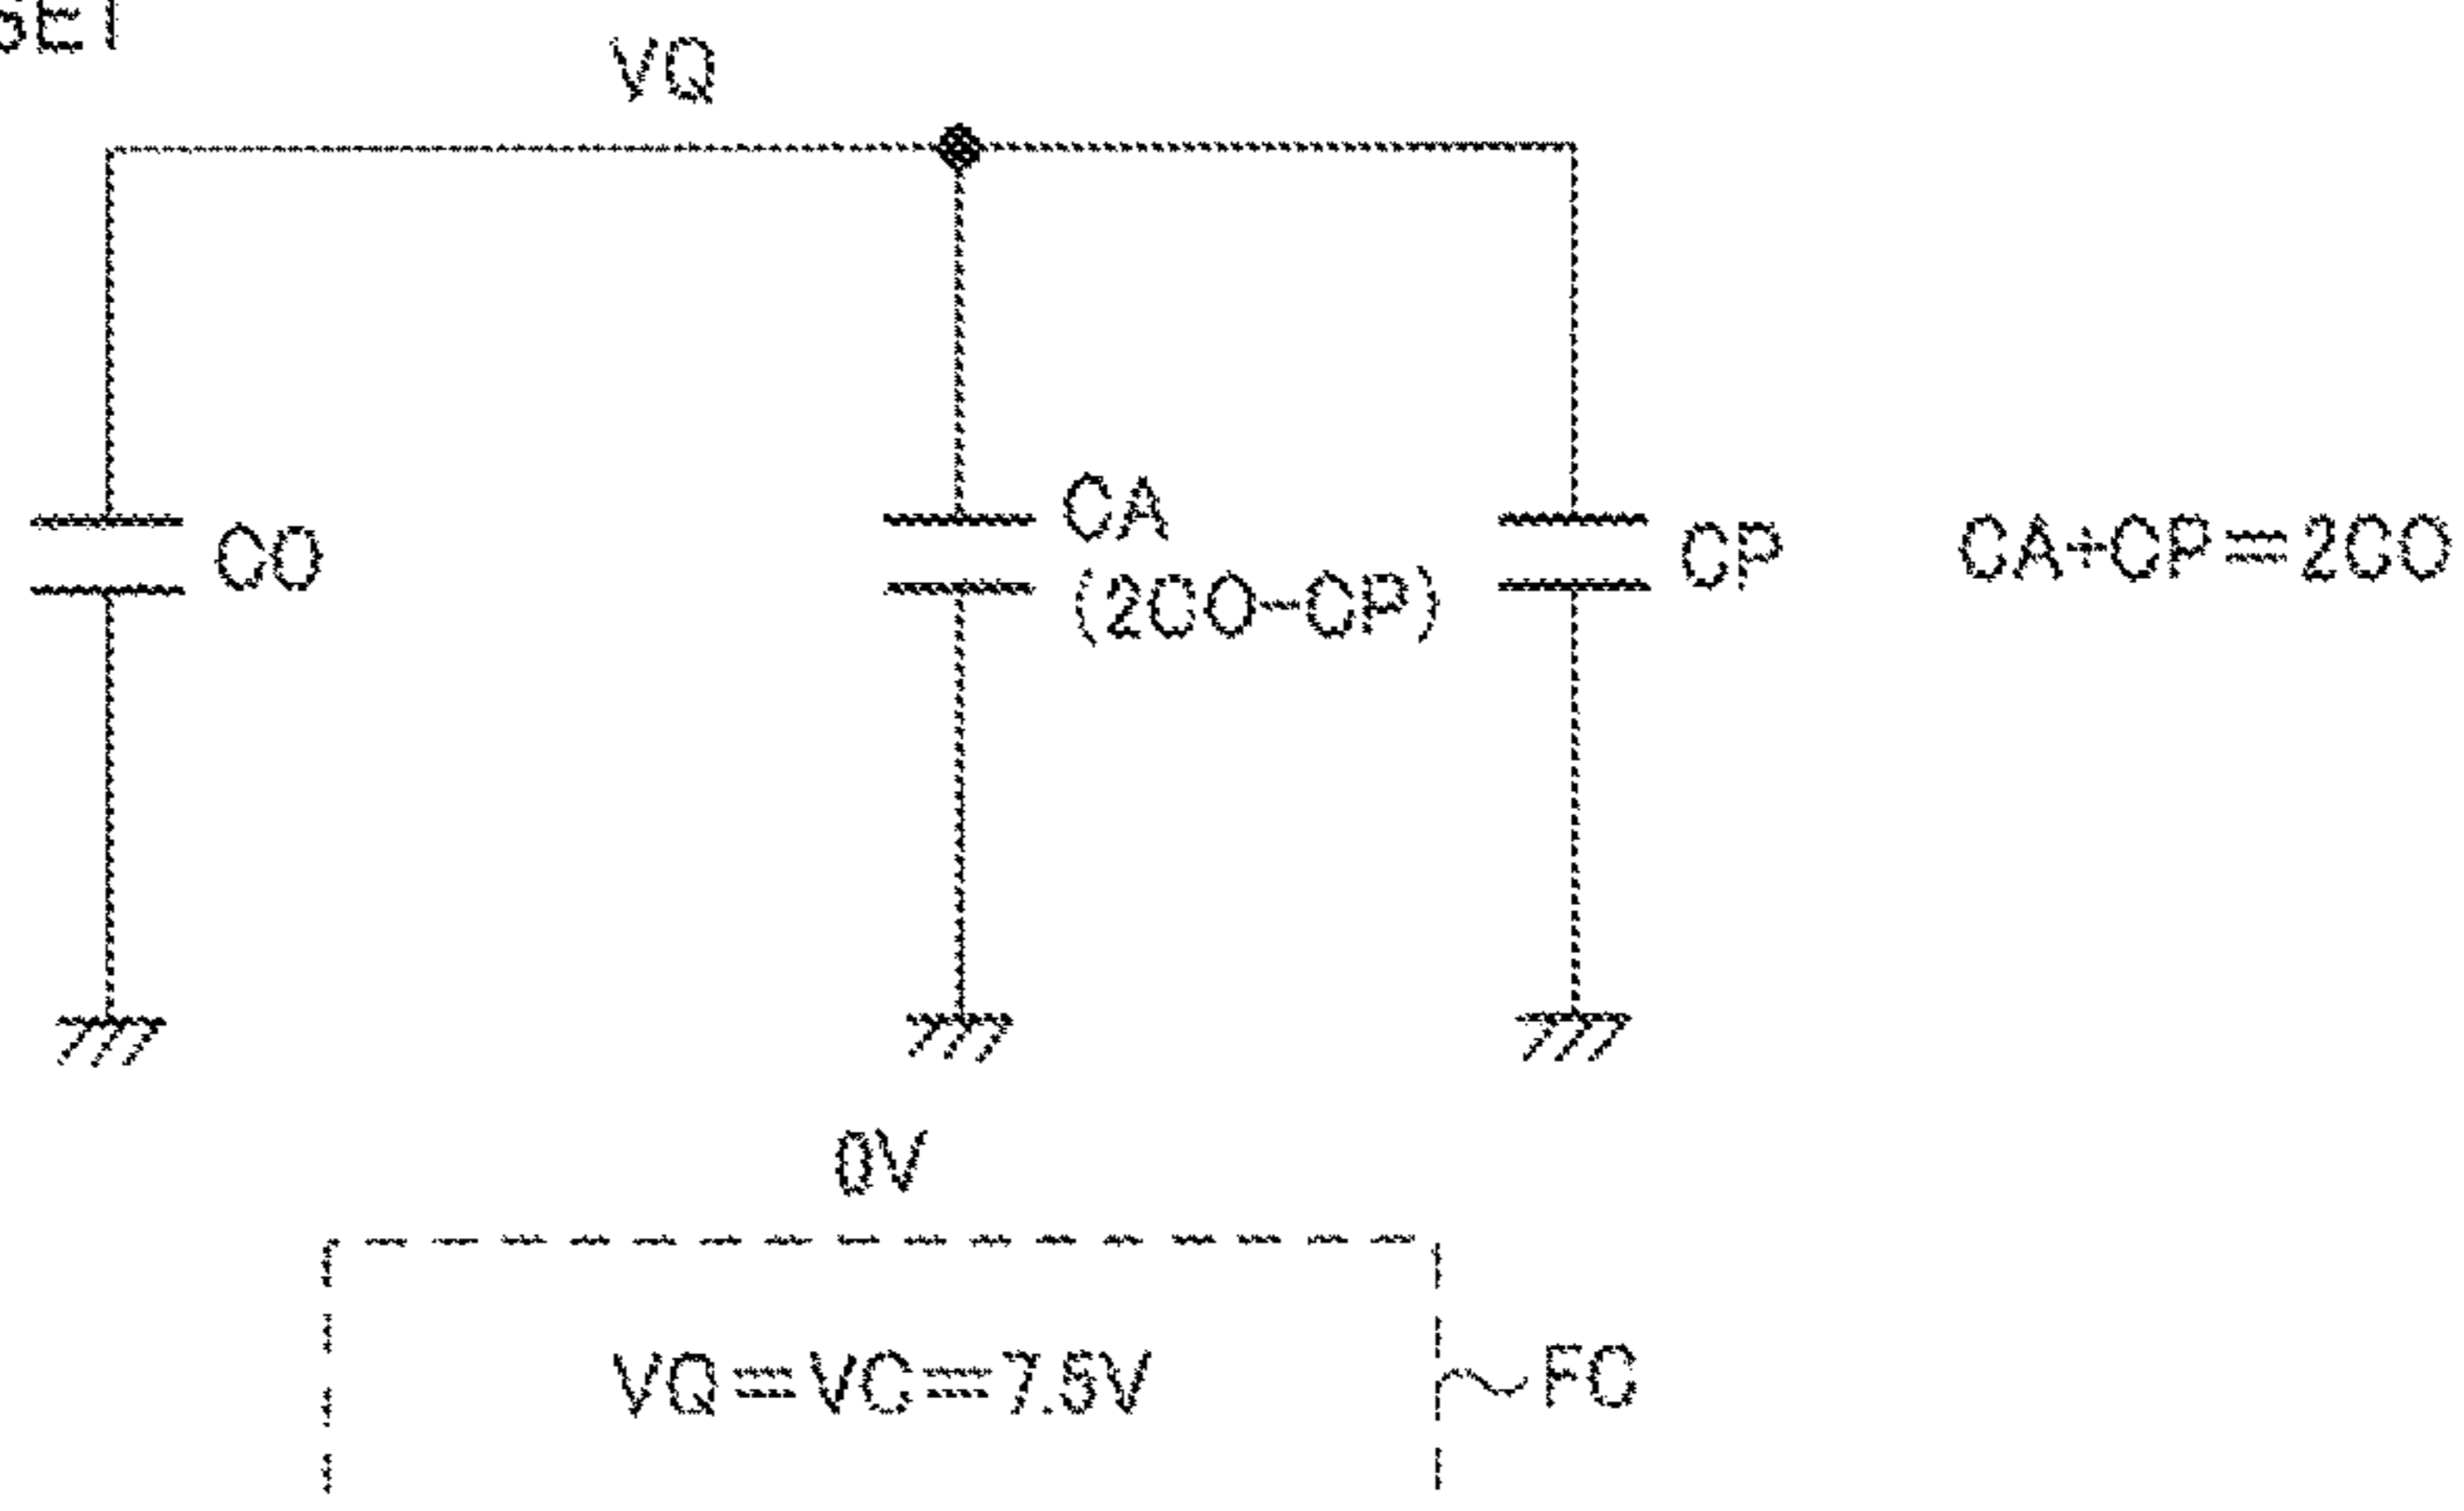 VQ
CO
CA
(2CO-CP)
CP
CA+CP=2CO
0V
VQ=VC=7.5V
FC